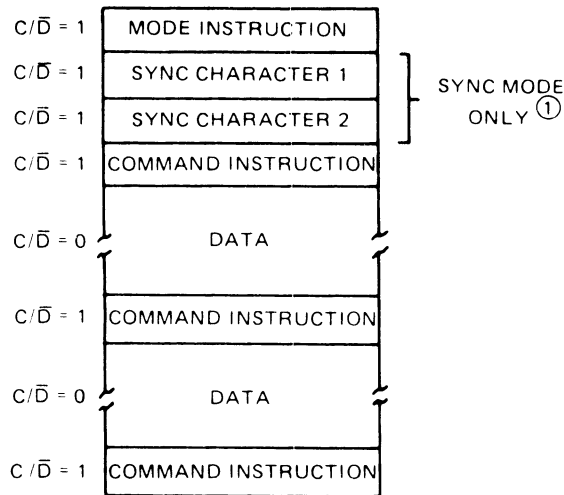 C/D̅ = 1 MODE INSTRUCTION
C/D̅ = 1 SYNC CHARACTER 1
C/D̅ = 1 SYNC CHARACTER 2
SYNC MODE
ONLY ①
C/D̅ = 1 COMMAND INSTRUCTION
C/D̅ = 0 DATA
C/D̅ = 1 COMMAND INSTRUCTION
C/D̅ = 0 DATA
C/D̅ = 1 COMMAND INSTRUCTION